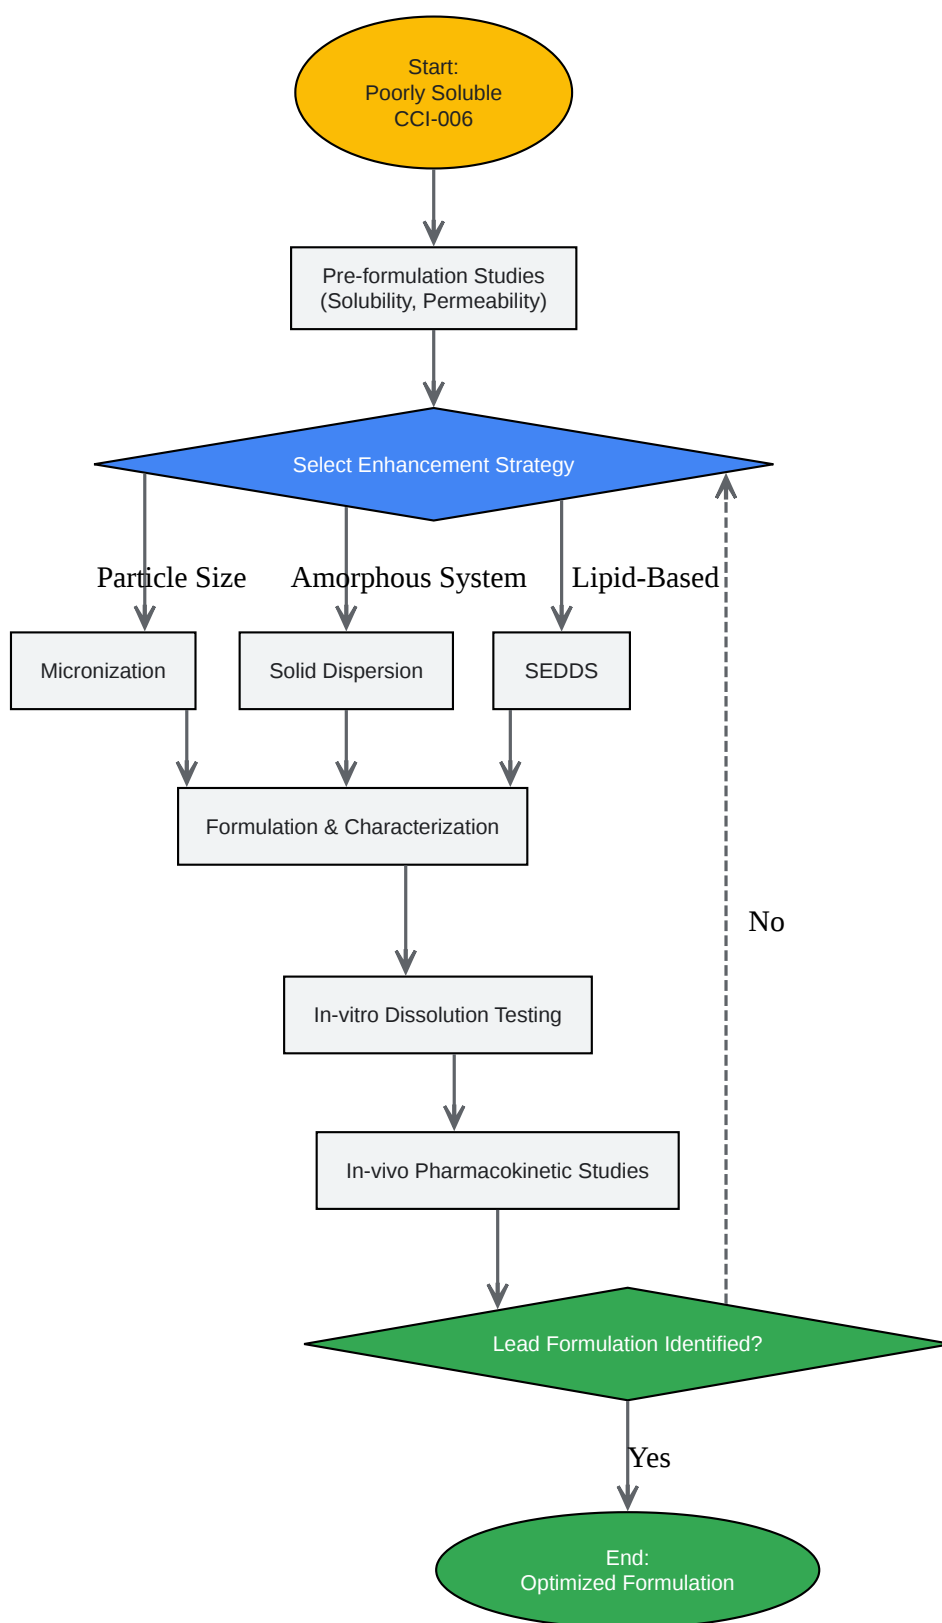 Start:
Poorly Soluble
CCI-006
Pre-formulation Studies
(Solubility, Permeability)
Select Enhancement Strategy
Particle Size
Amorphous System
Lipid-Based
Micronization
Solid Dispersion
SEDDS
Formulation & Characterization
No
In-vitro Dissolution Testing
In-vivo Pharmacokinetic Studies
Lead Formulation Identified?
Yes
End:
Optimized Formulation